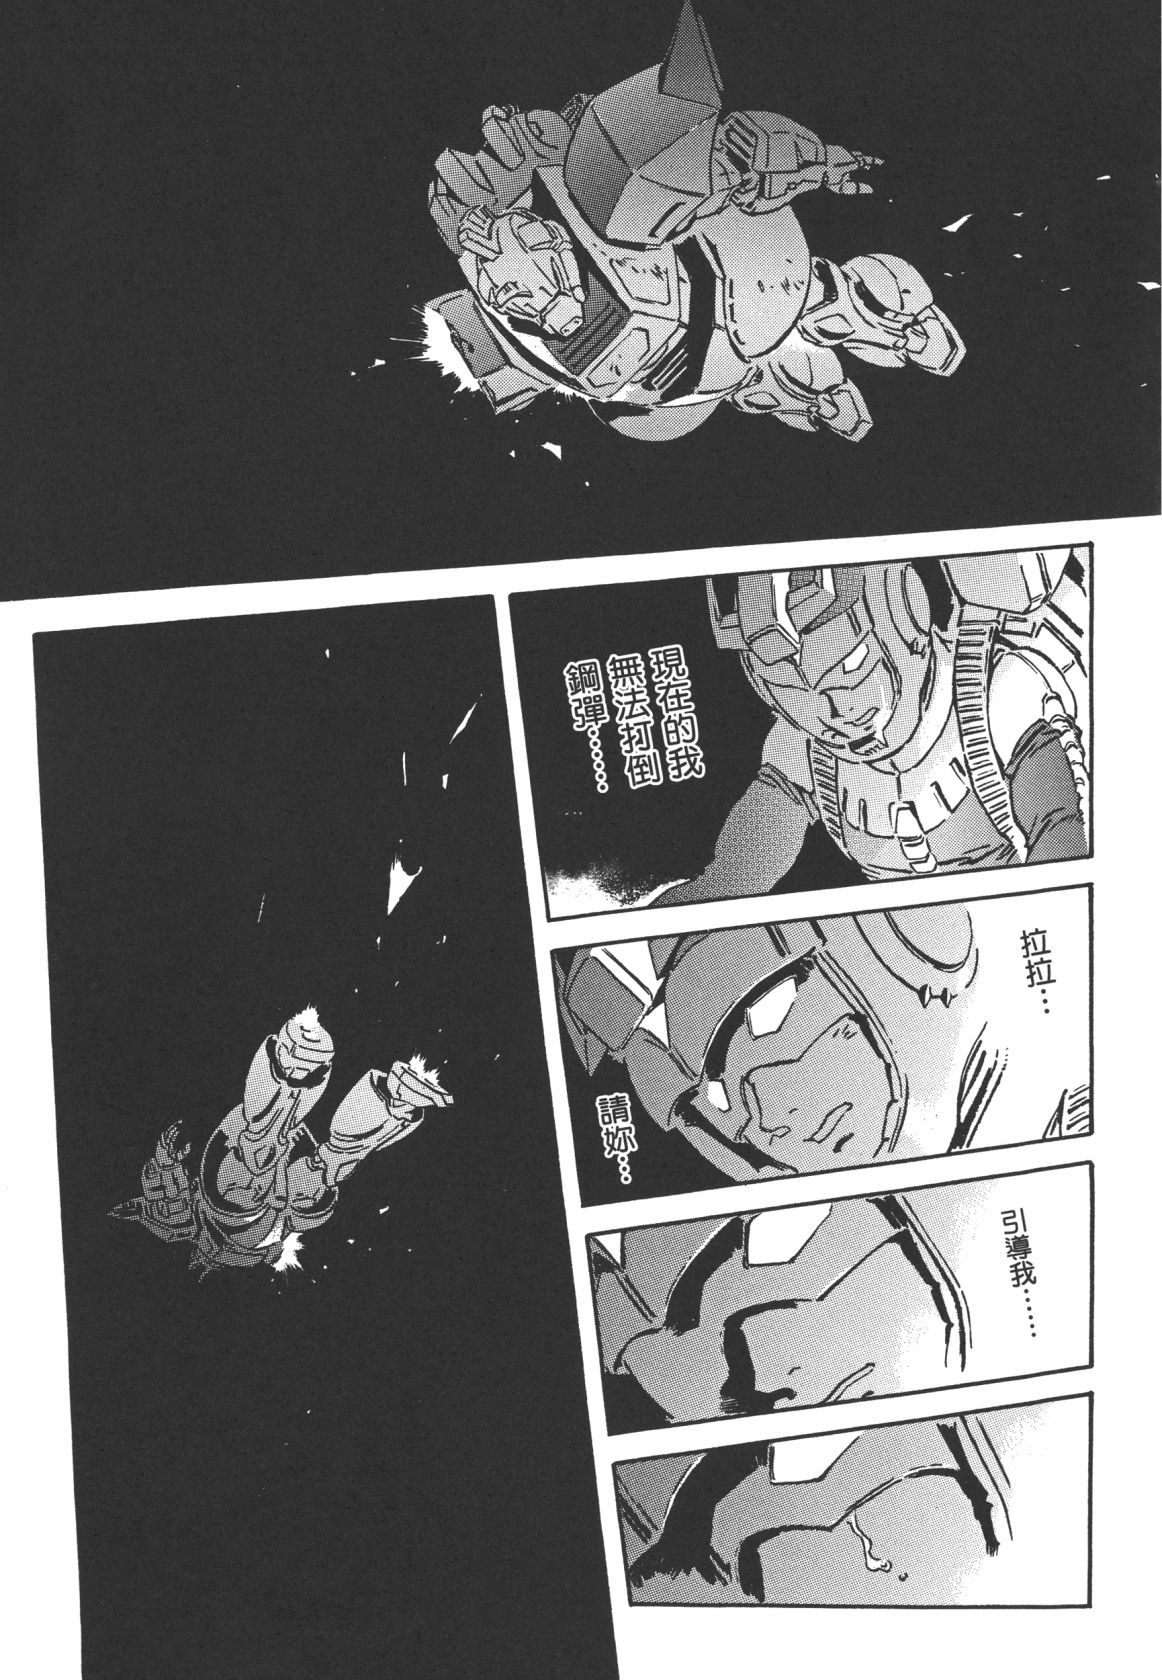 現在的我
無法打倒
鋼彈……
拉拉…
請妳…
引導我……